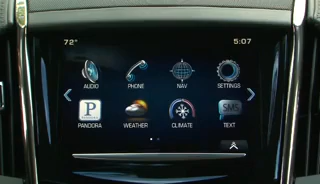 72° 5:07
AUDIO PHONE NAV SETTINGS
P SMS
PANDORA WEATHER CLIMATE TEXT